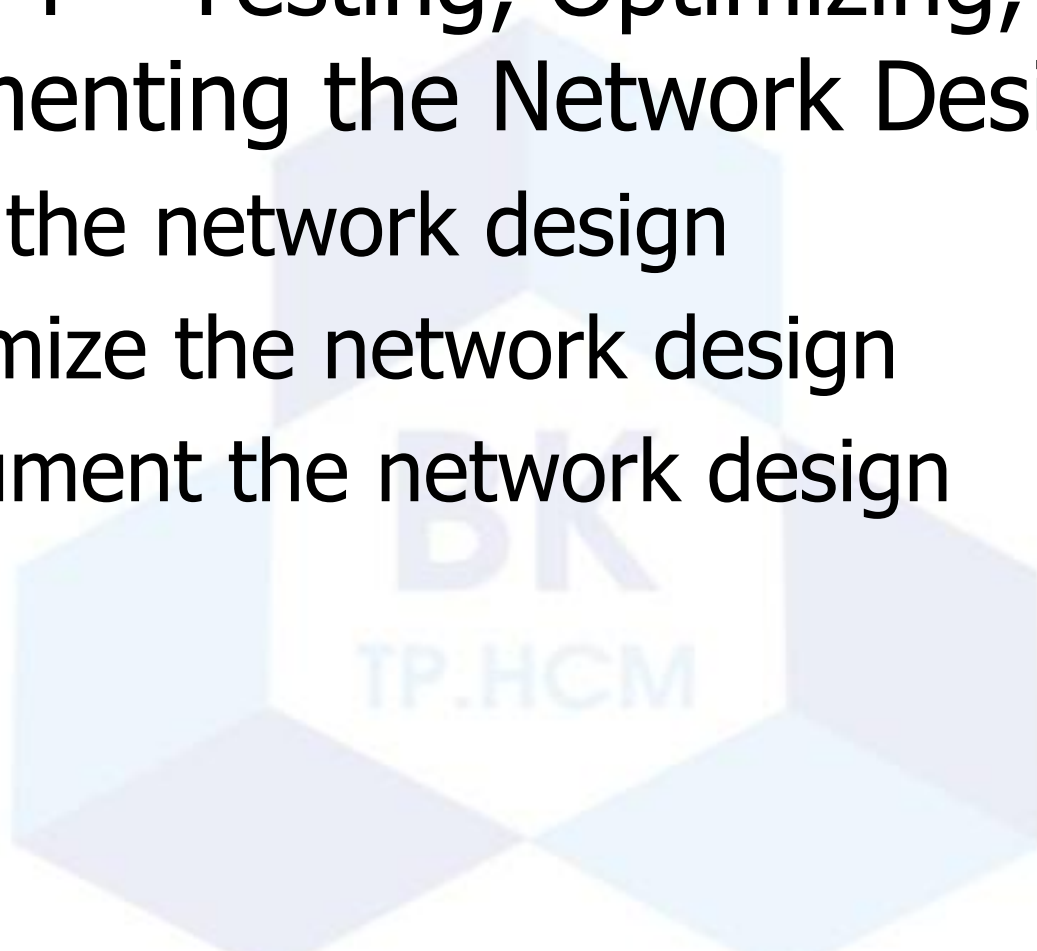 Testing, Optimizing,
menting the Network Desi
the network design
mize the network design
ument the network design
BK
TP.HCM